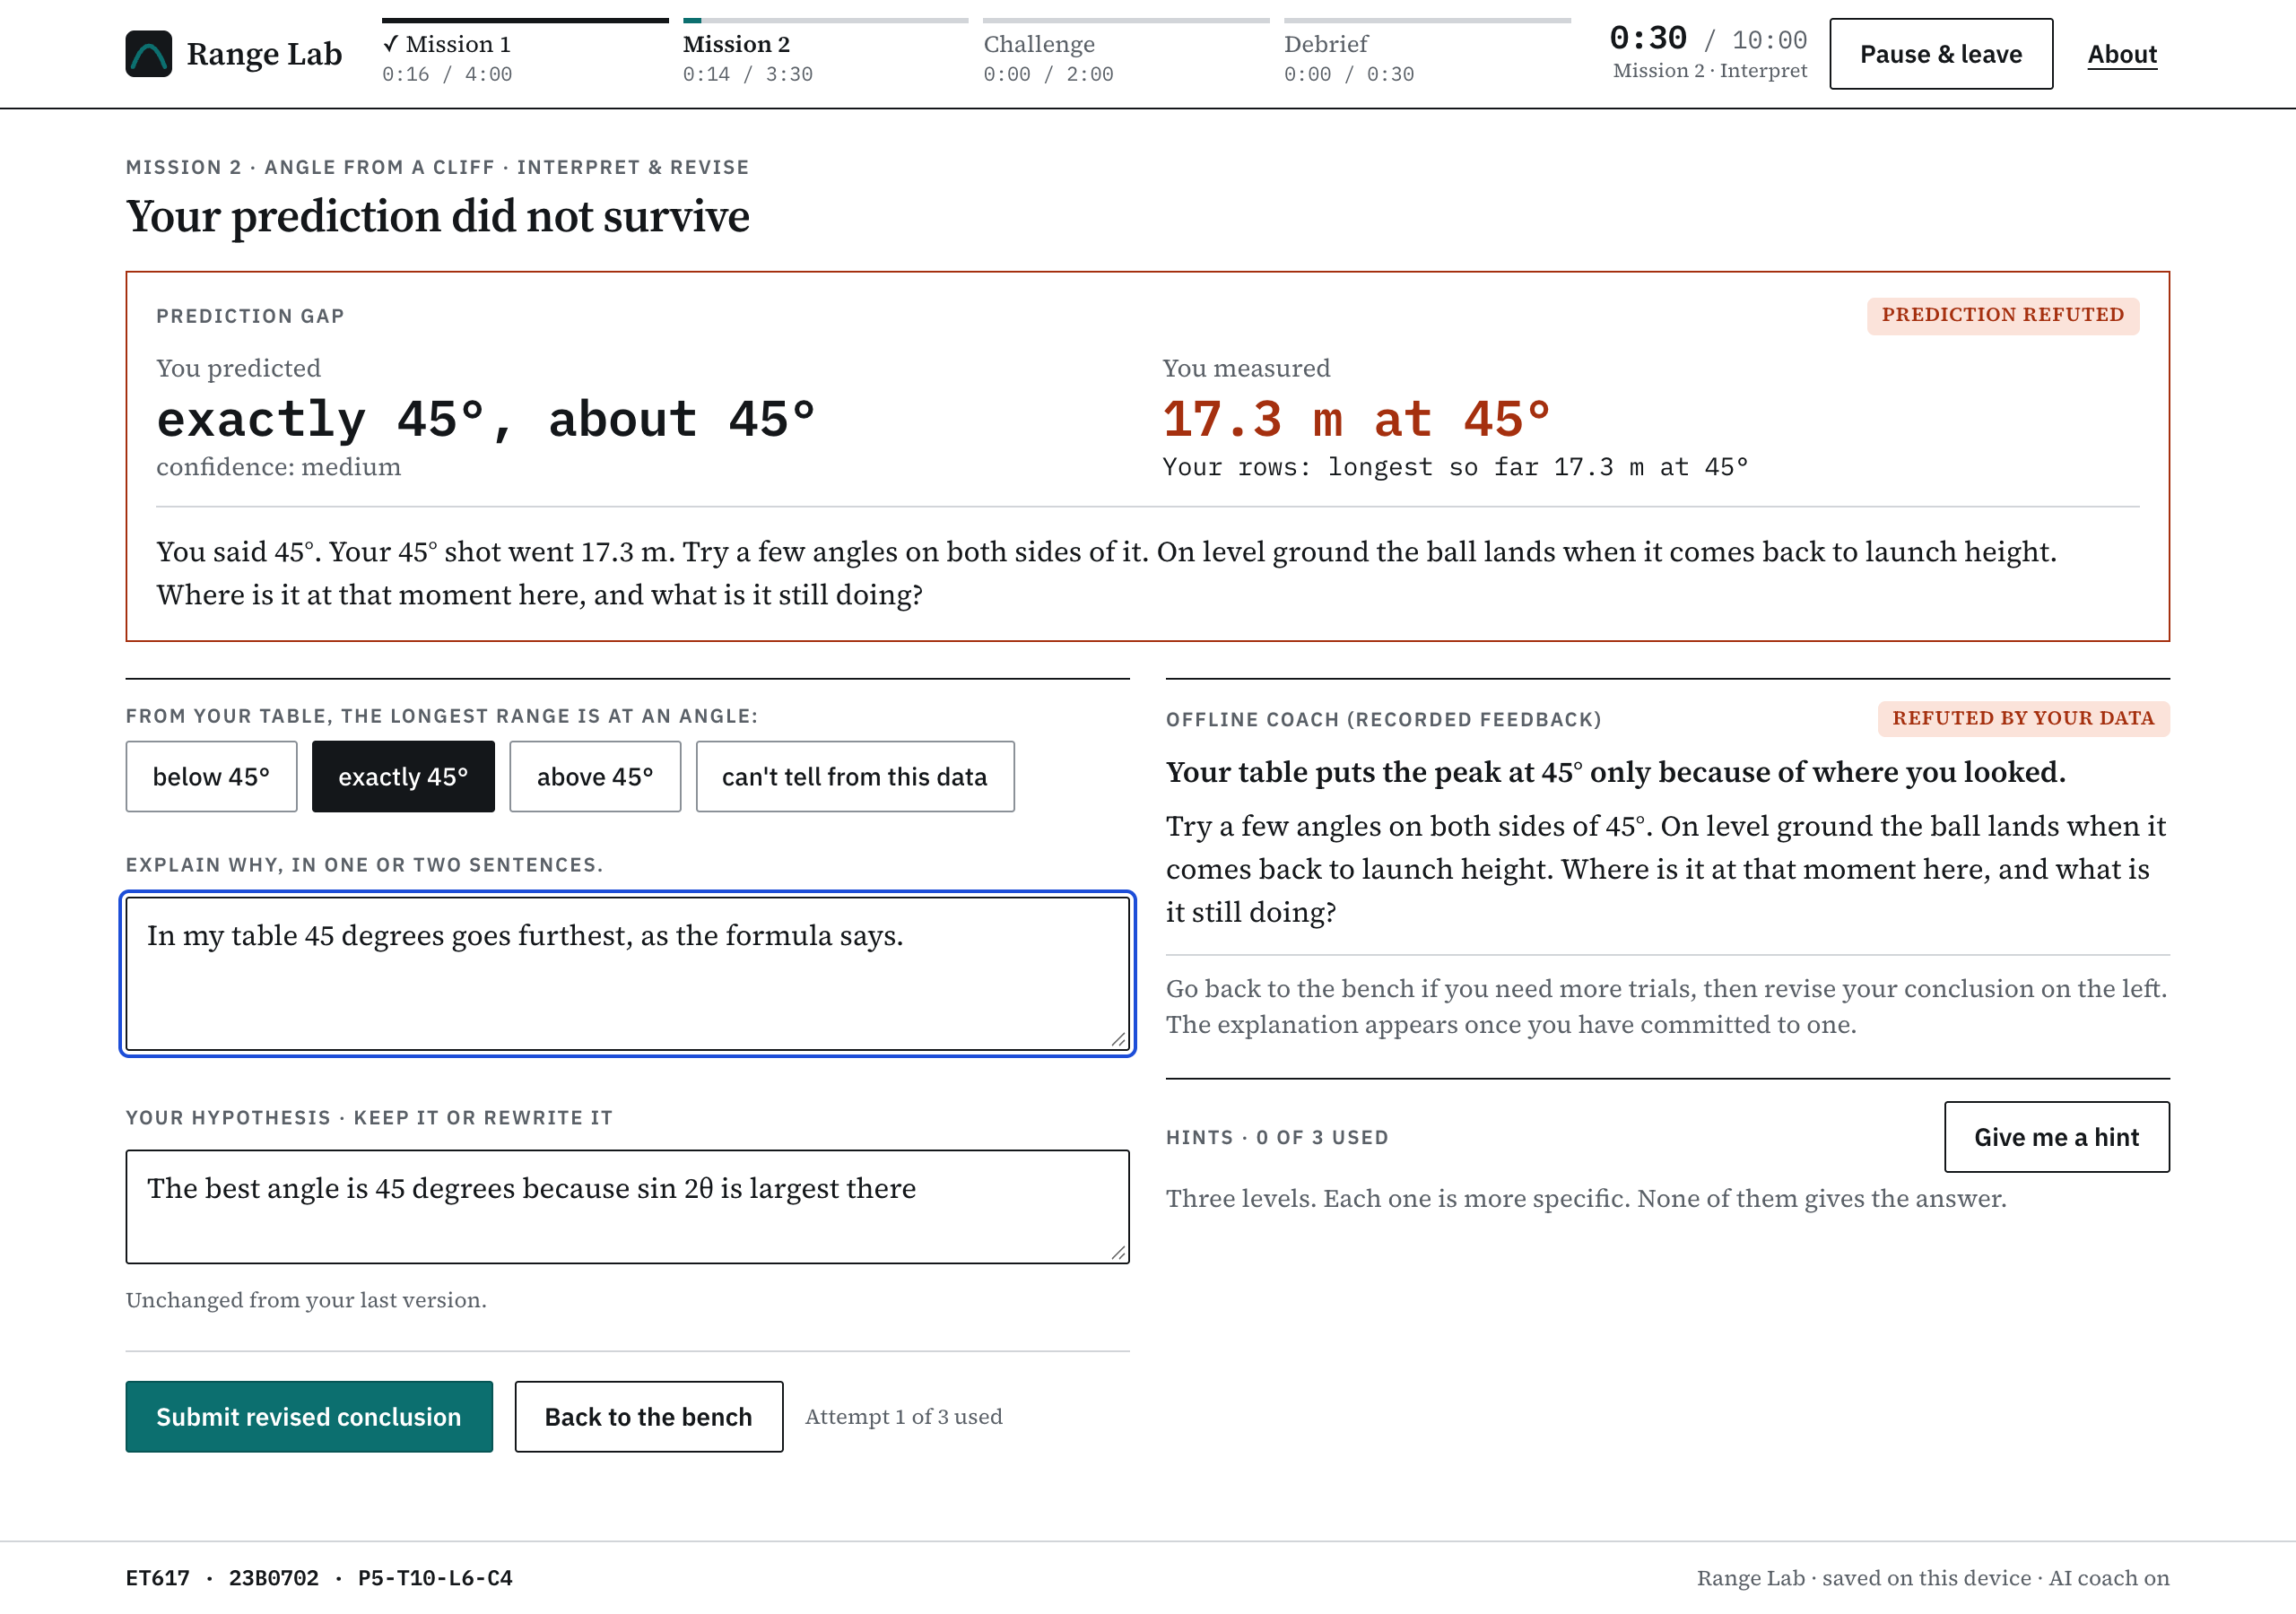 Range Lab
✓ Mission 1
0:16 / 4:00
Mission 2
0:14 / 3:30
Challenge
0:00 / 2:00
Debrief
0:00 / 0:30
0:30 / 10:00
Mission 2 · Interpret
Pause & leave
About
MISSION 2 · ANGLE FROM A CLIFF · INTERPRET & REVISE
Your prediction did not survive
PREDICTION GAP
PREDICTION REFUTED
You predicted
exactly 45°, about 45°
confidence: medium
You measured
17.3 m at 45°
Your rows: longest so far 17.3 m at 45°
You said 45°. Your 45° shot went 17.3 m. Try a few angles on both sides of it. On level ground the ball lands when it comes back to launch height.
Where is it at that moment here, and what is it still doing?
FROM YOUR TABLE, THE LONGEST RANGE IS AT AN ANGLE:
below 45°
exactly 45°
above 45°
can't tell from this data
EXPLAIN WHY, IN ONE OR TWO SENTENCES.
In my table 45 degrees goes furthest, as the formula says.
YOUR HYPOTHESIS · KEEP IT OR REWRITE IT
The best angle is 45 degrees because sin 2θ is largest there
Unchanged from your last version.
Submit revised conclusion
Back to the bench
Attempt 1 of 3 used
OFFLINE COACH (RECORDED FEEDBACK)
REFUTED BY YOUR DATA
Your table puts the peak at 45° only because of where you looked.
Try a few angles on both sides of 45°. On level ground the ball lands when it
comes back to launch height. Where is it at that moment here, and what is
it still doing?
Go back to the bench if you need more trials, then revise your conclusion on the left.
The explanation appears once you have committed to one.
HINTS · 0 OF 3 USED
Give me a hint
Three levels. Each one is more specific. None of them gives the answer.
ET617 · 23B0702 · P5-T10-L6-C4
Range Lab · saved on this device · AI coach on